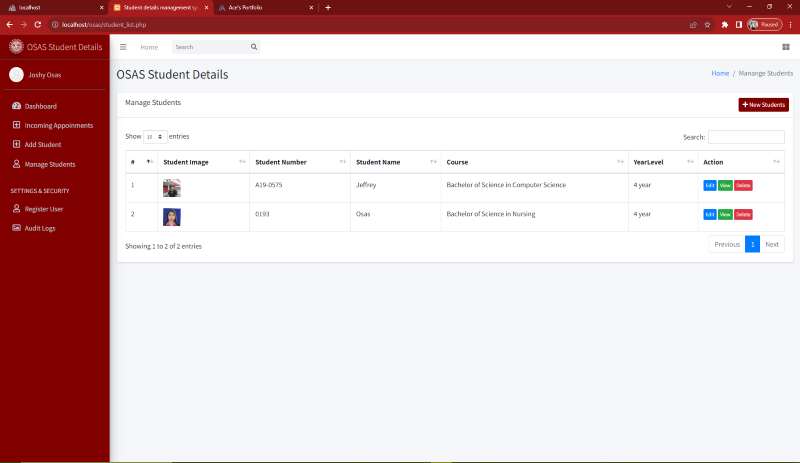 localhost
Student details management sy
Ace's Portfolio
localhost/osas/student_list.php
Paused
OSAS Student Details
Home
Search
Joshy Osas
OSAS Student Details
Home / Manange Students
Dashboard
Manage Students
New Students
Incoming Appoinments
Add Student
Show 10 entries
Search:
Manage Students
# Student Image Student Number Student Name Course YearLevel Action
1 A19-0575 Jeffrey Bachelor of Science in Computer Science 4 year Edit View Delete
SETTINGS & SECURITY
Register User
2 0193 Osas Bachelor of Science in Nursing 4 year Edit View Delete
Audit Logs
Showing 1 to 2 of 2 entries
Previous 1 Next